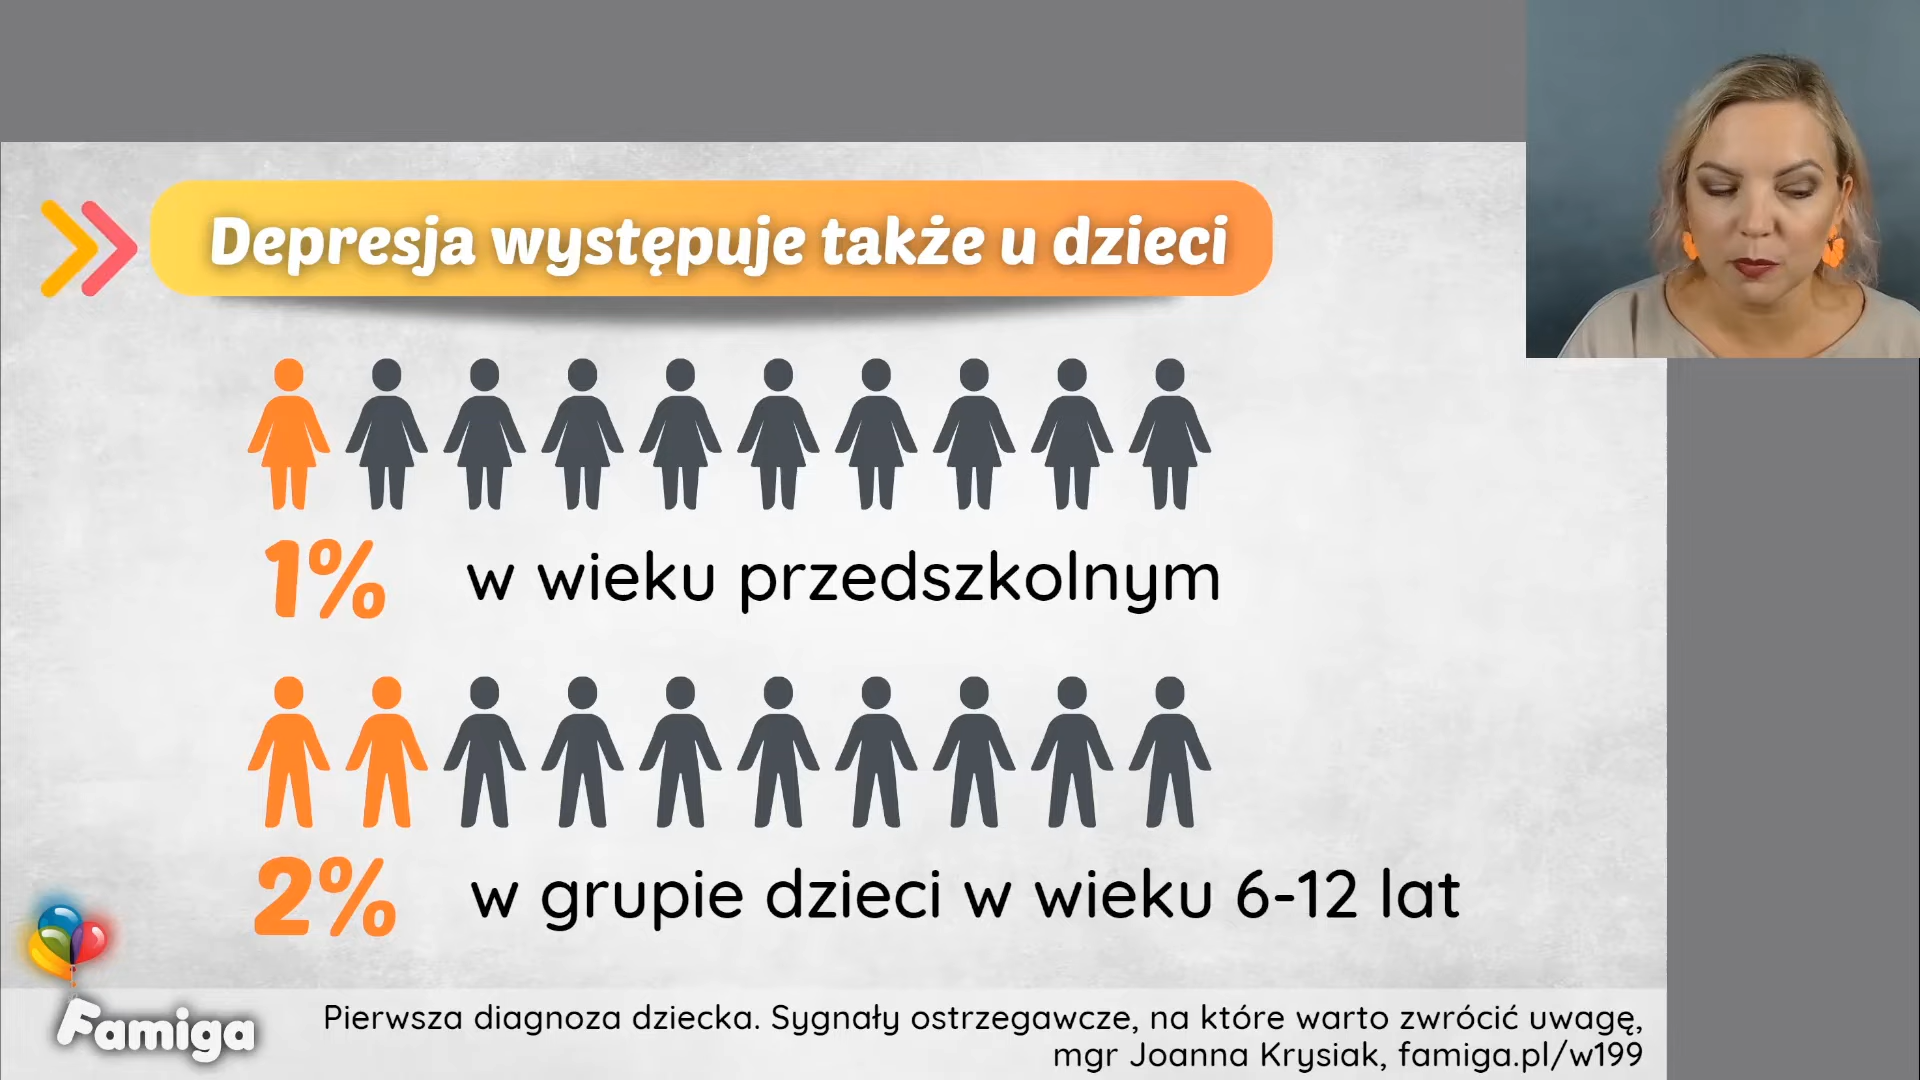 Depresja występuje także u dzieci
1% w wieku przedszkolnym
2% w grupie dzieci w wieku 6-12 lat
Famiga
Pierwsza diagnoza dziecka. Sygnały ostrzegawcze, na które warto zwrócić uwagę,
mgr Joanna Krysiak, famiga.pl/w199